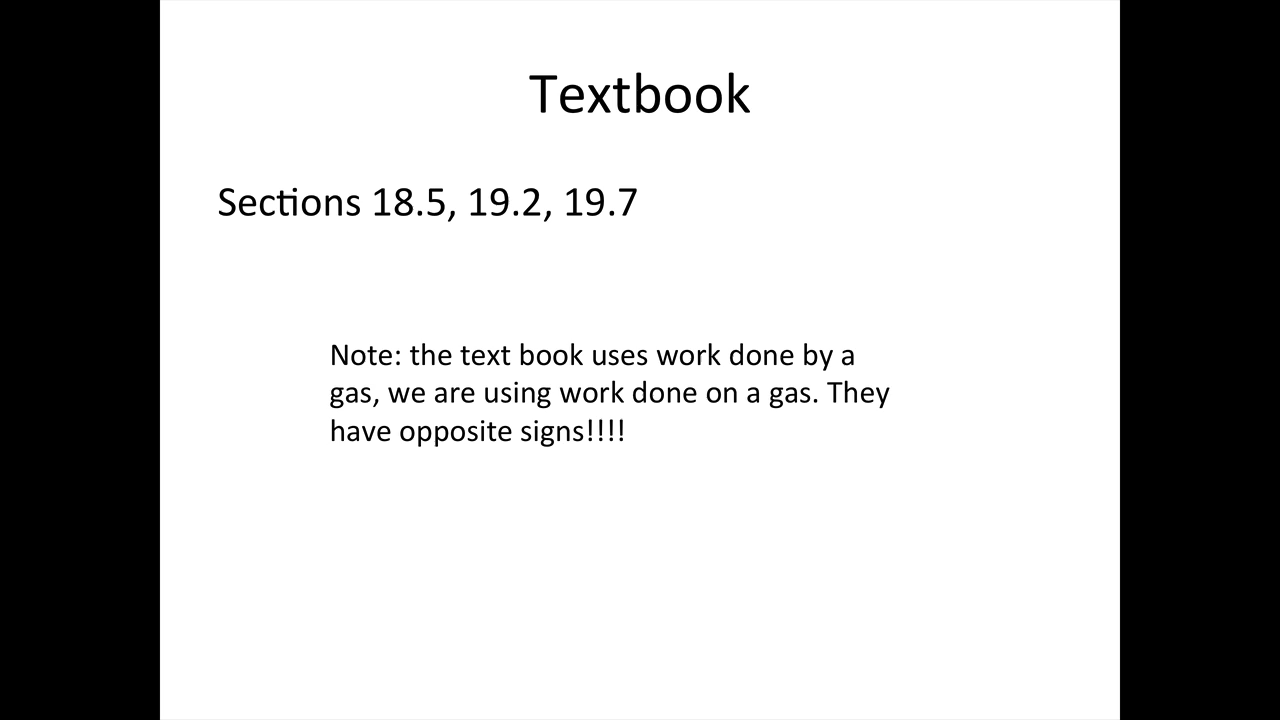 Textbook
Sections 18.5, 19.2, 19.7
Note: the text book uses work done by a
gas, we are using work done on a gas. They
have opposite signs!!!!